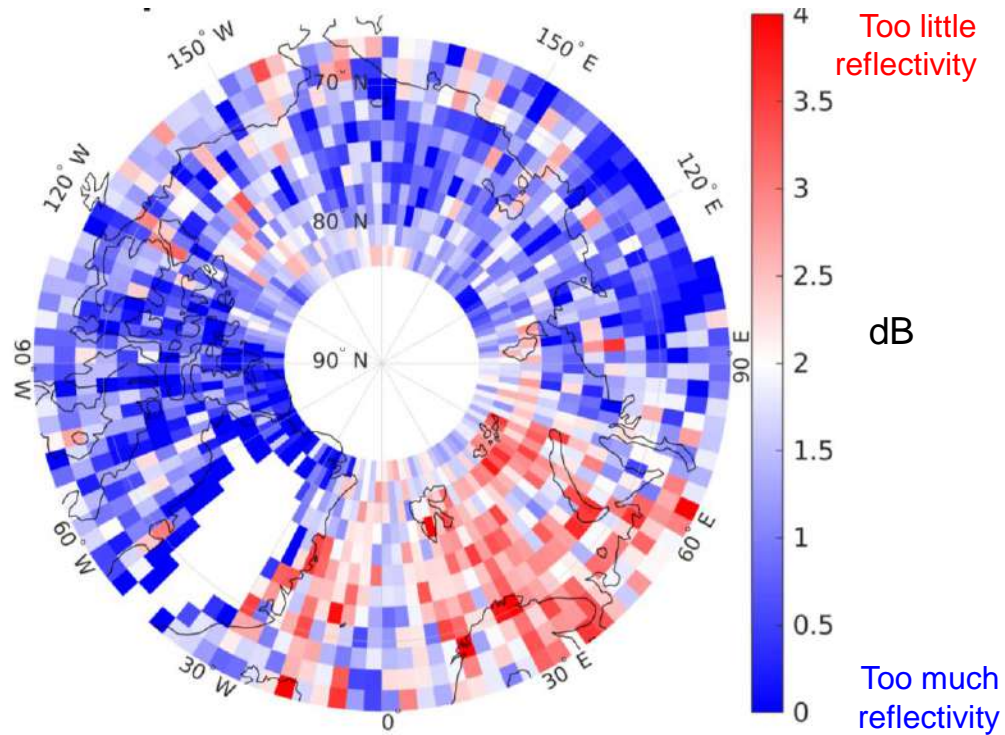 150° W
150° E
70° N
120° W
120° E
80° N
90° N
90° W
90° E
60° W
60° E
30° W
30° E
0°
4
3.5
3
2.5
2
1.5
1
0.5
0
Too little
reflectivity
dB
Too much
reflectivity